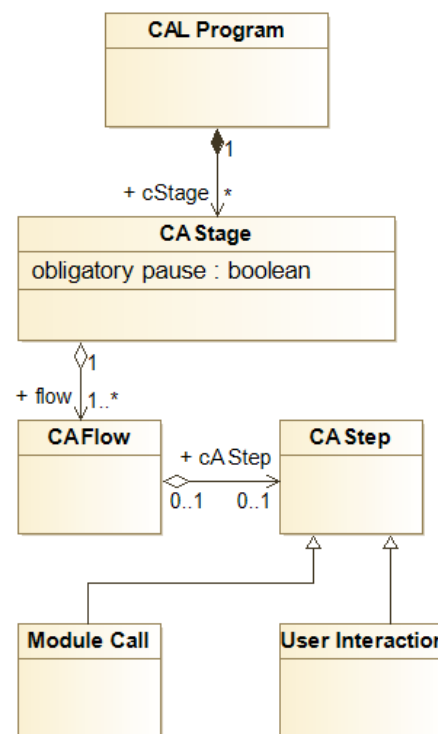 CAL Program
1
+ cStage *
CA Stage
obligatory pause : boolean
1
+ flow 1..*
CAFlow
+ cA Step
CA Step
0..1 0..1
Module Call
User Interaction